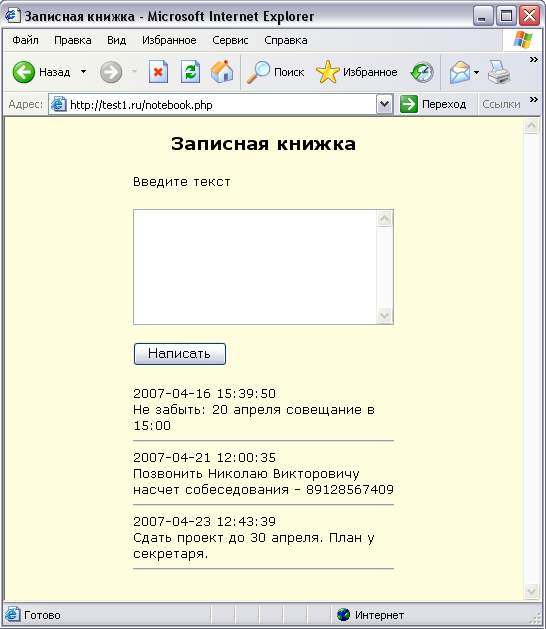 Записная книжка - Microsoft Internet Explorer
Файл Правка Вид Избранное Сервис Справка
Назад Поиск Избранное »
Адрес: http://test1.ru/notebook.php Переход Ссылки »
Записная книжка
Введите текст
Написать
2007-04-16 15:39:50
Не забыть: 20 апреля совещание в
15:00
2007-04-21 12:00:35
Позвонить Николаю Викторовичу
насчет собеседования - 89128567409
2007-04-23 12:43:39
Сдать проект до 30 апреля. План у
секретаря.
Готово Интернет